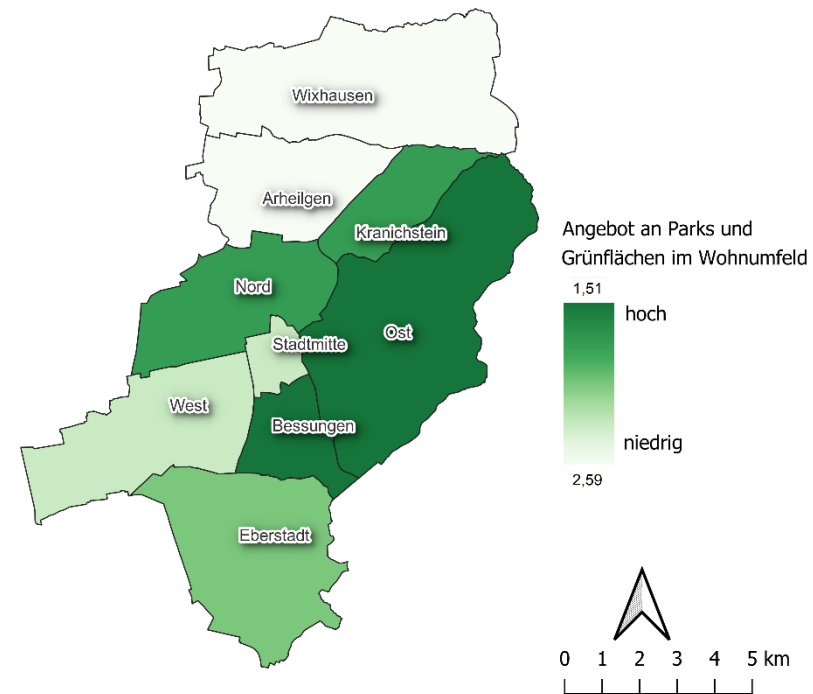 Wixhausen
Arheilgen
Kranichstein
Nord
Stadtmitte
Ost
West
Bessungen
Eberstadt
Angebot an Parks und
Grünflächen im Wohnumfeld
1,51
hoch
niedrig
2,59
0 1 2 3 4 5 km